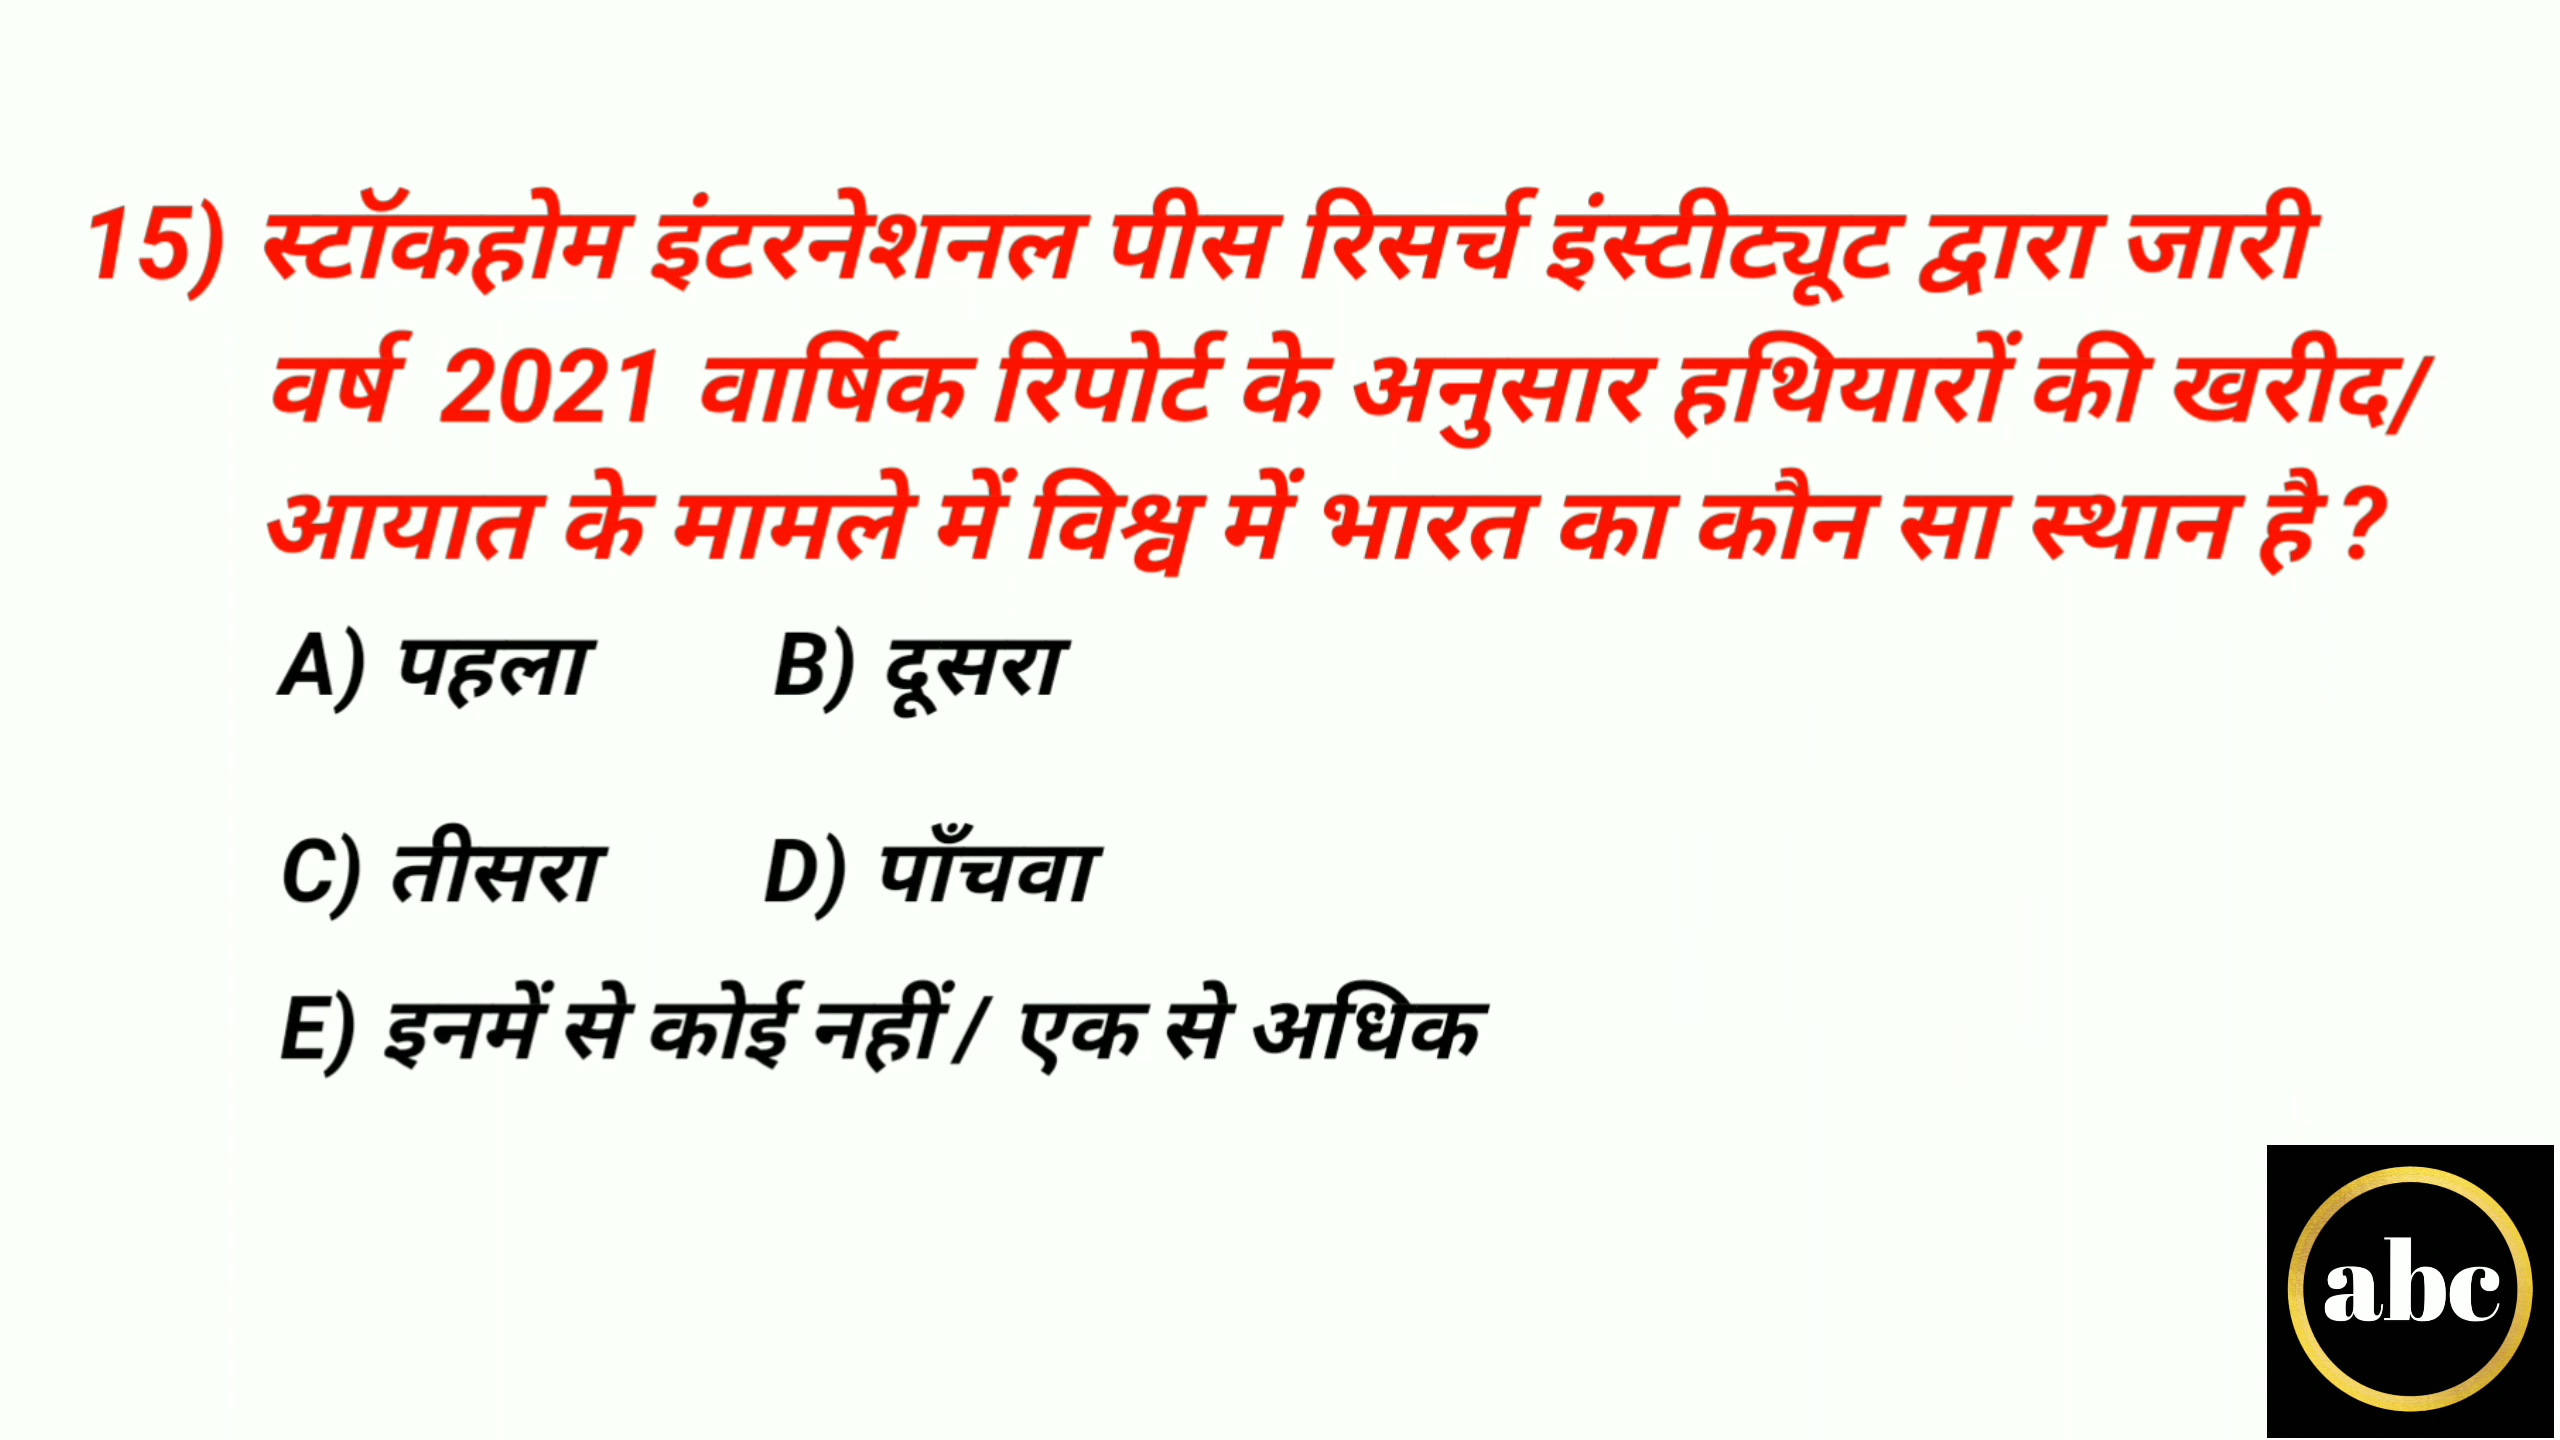 15) स्टॉकहोम इंटरनेशनल पीस रिसर्च इंस्टीट्यूट द्वारा जारी
वर्ष 2021 वार्षिक रिपोर्ट के अनुसार हथियारों की खरीद/
आयात के मामले में विश्व में भारत का कौन सा स्थान है ?
A) पहला B) दूसरा
C) तीसरा D) पाँचवा
E) इनमें से कोई नहीं / एक से अधिक
abc